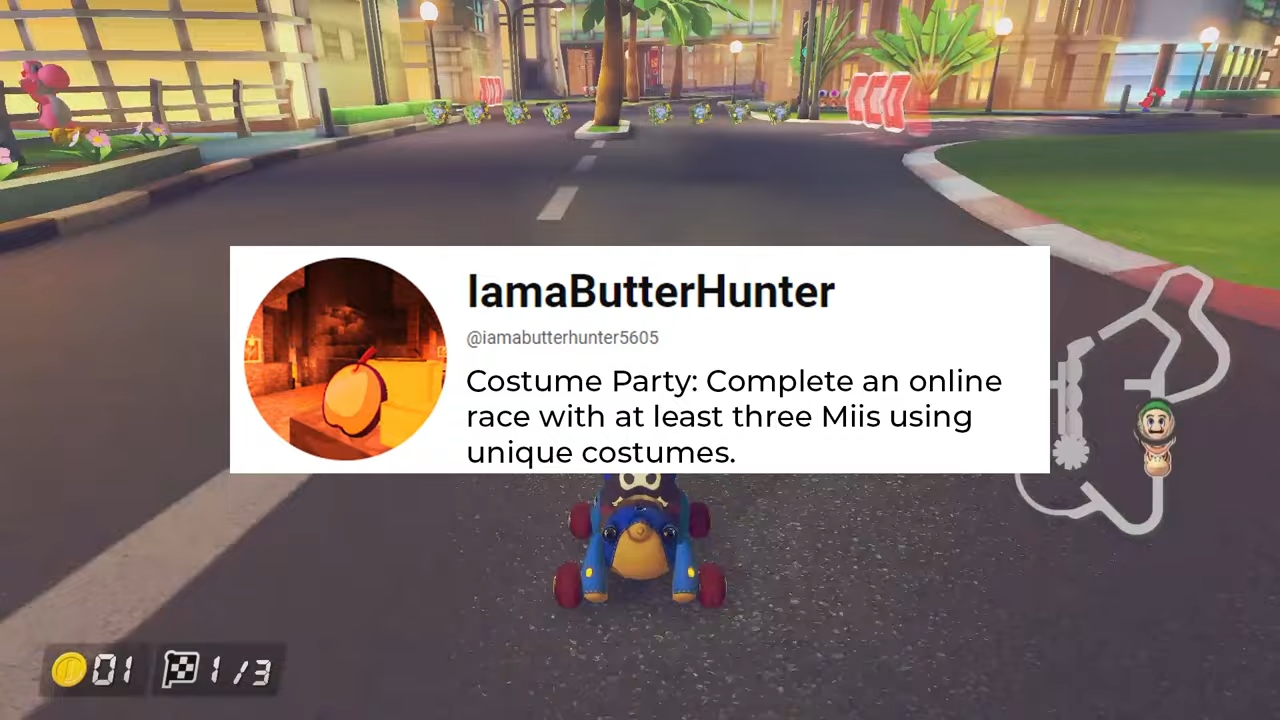 IamaButterHunter
@iamabutterhunter5605
Costume Party: Complete an online
race with at least three Miis using
unique costumes.
01 1/3